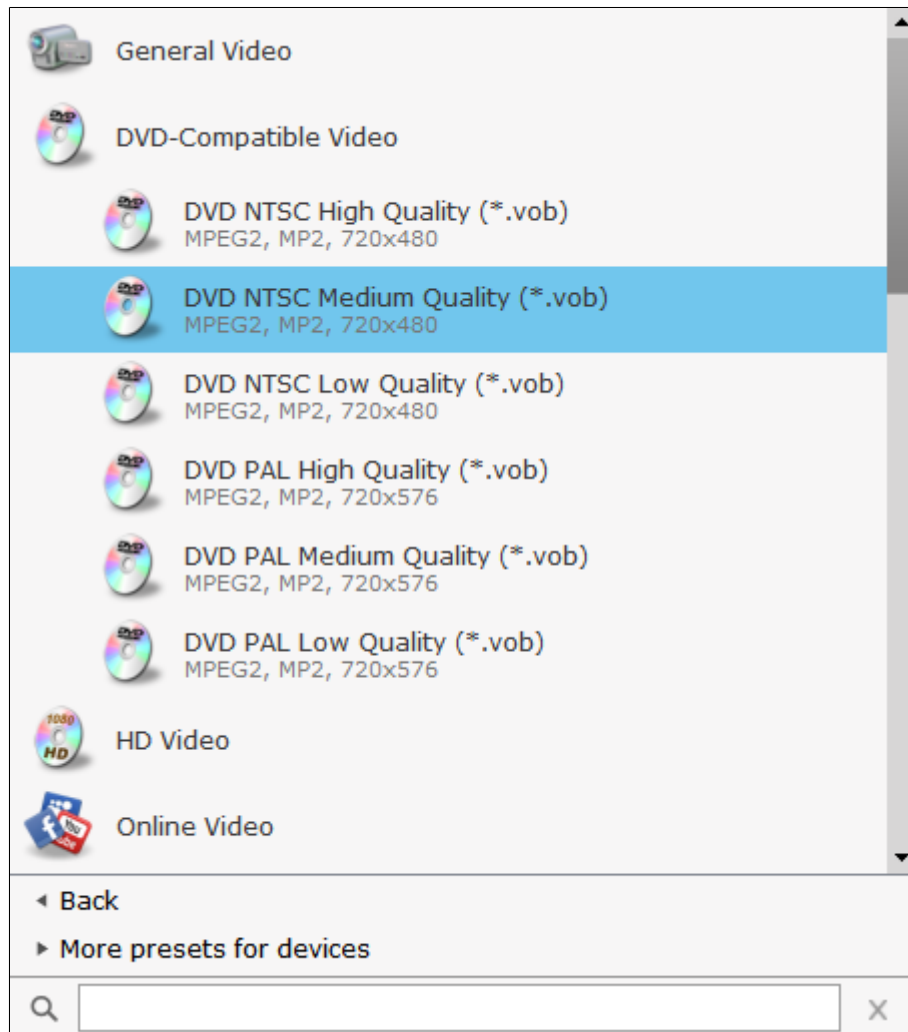 General Video
DVD-Compatible Video
DVD NTSC High Quality (*.vob)
MPEG2, MP2, 720x480
DVD NTSC Medium Quality (*.vob)
MPEG2, MP2, 720x480
DVD NTSC Low Quality (*.vob)
MPEG2, MP2, 720x480
DVD PAL High Quality (*.vob)
MPEG2, MP2, 720x576
DVD PAL Medium Quality (*.vob)
MPEG2, MP2, 720x576
DVD PAL Low Quality (*.vob)
MPEG2, MP2, 720x576
1080
HD
HD Video
Online Video
Back
More presets for devices